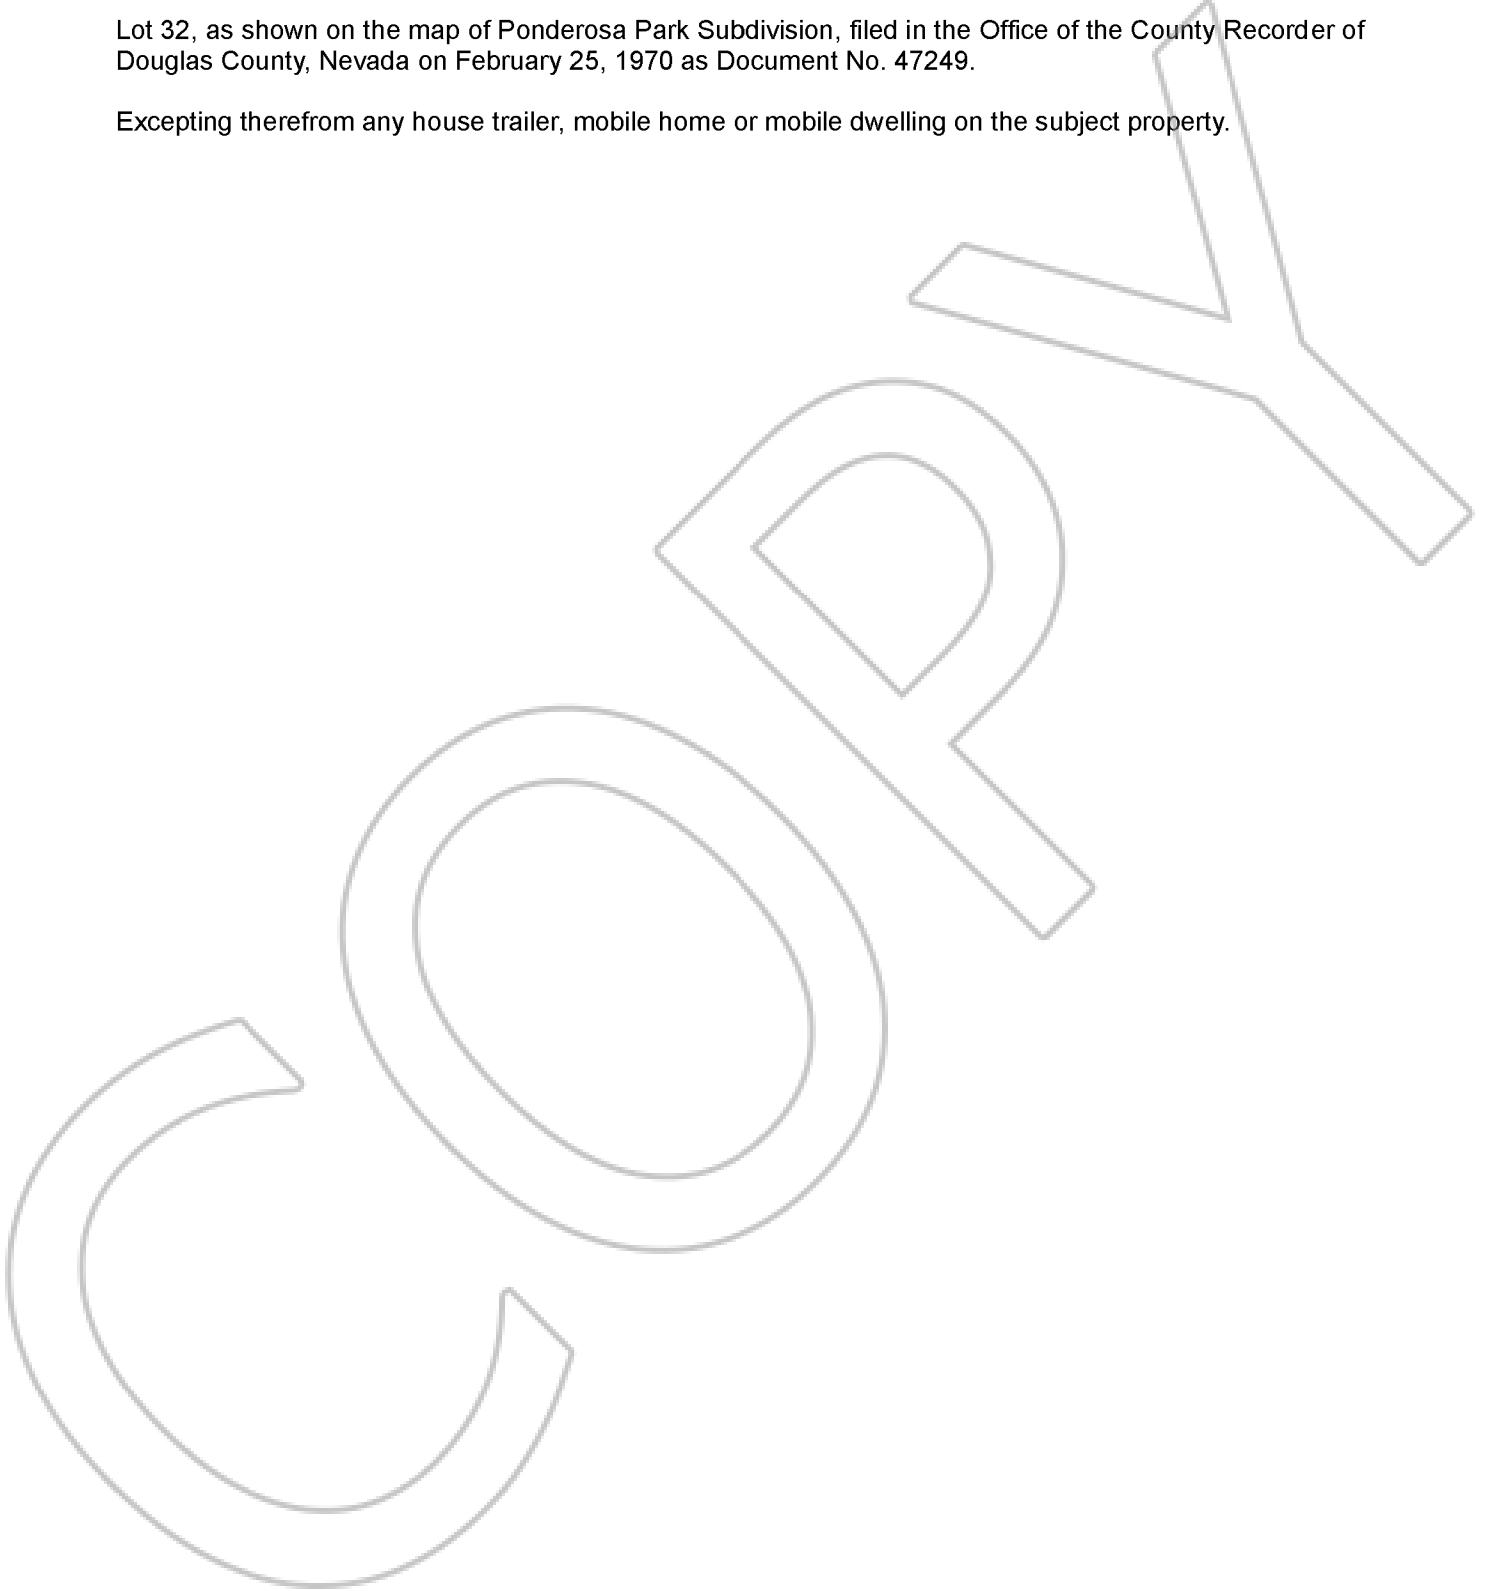 Lot 32, as shown on the map of Ponderosa Park Subdivision, filed in the Office of the County Recorder of
Douglas County, Nevada on February 25, 1970 as Document No. 47249.
Excepting therefrom any house trailer, mobile home or mobile dwelling on the subject property.
COPY